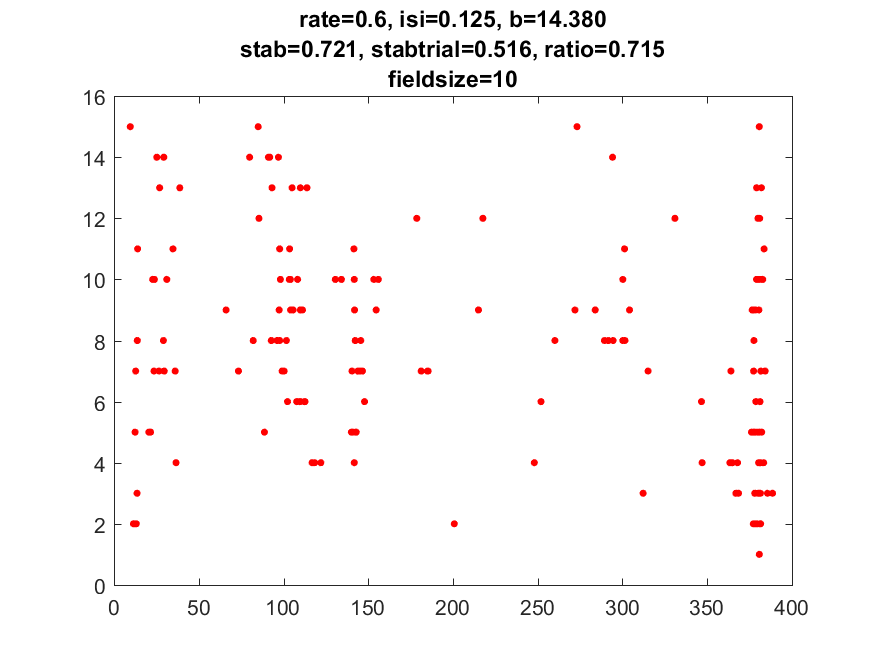 rate=0.6, isi=0.125, b=14.380
stab=0.721, stabtrial=0.516, ratio=0.715
fieldsize=10
16
14
12
10
8
6
4
2
0
0 50 100 150 200 250 300 350 400